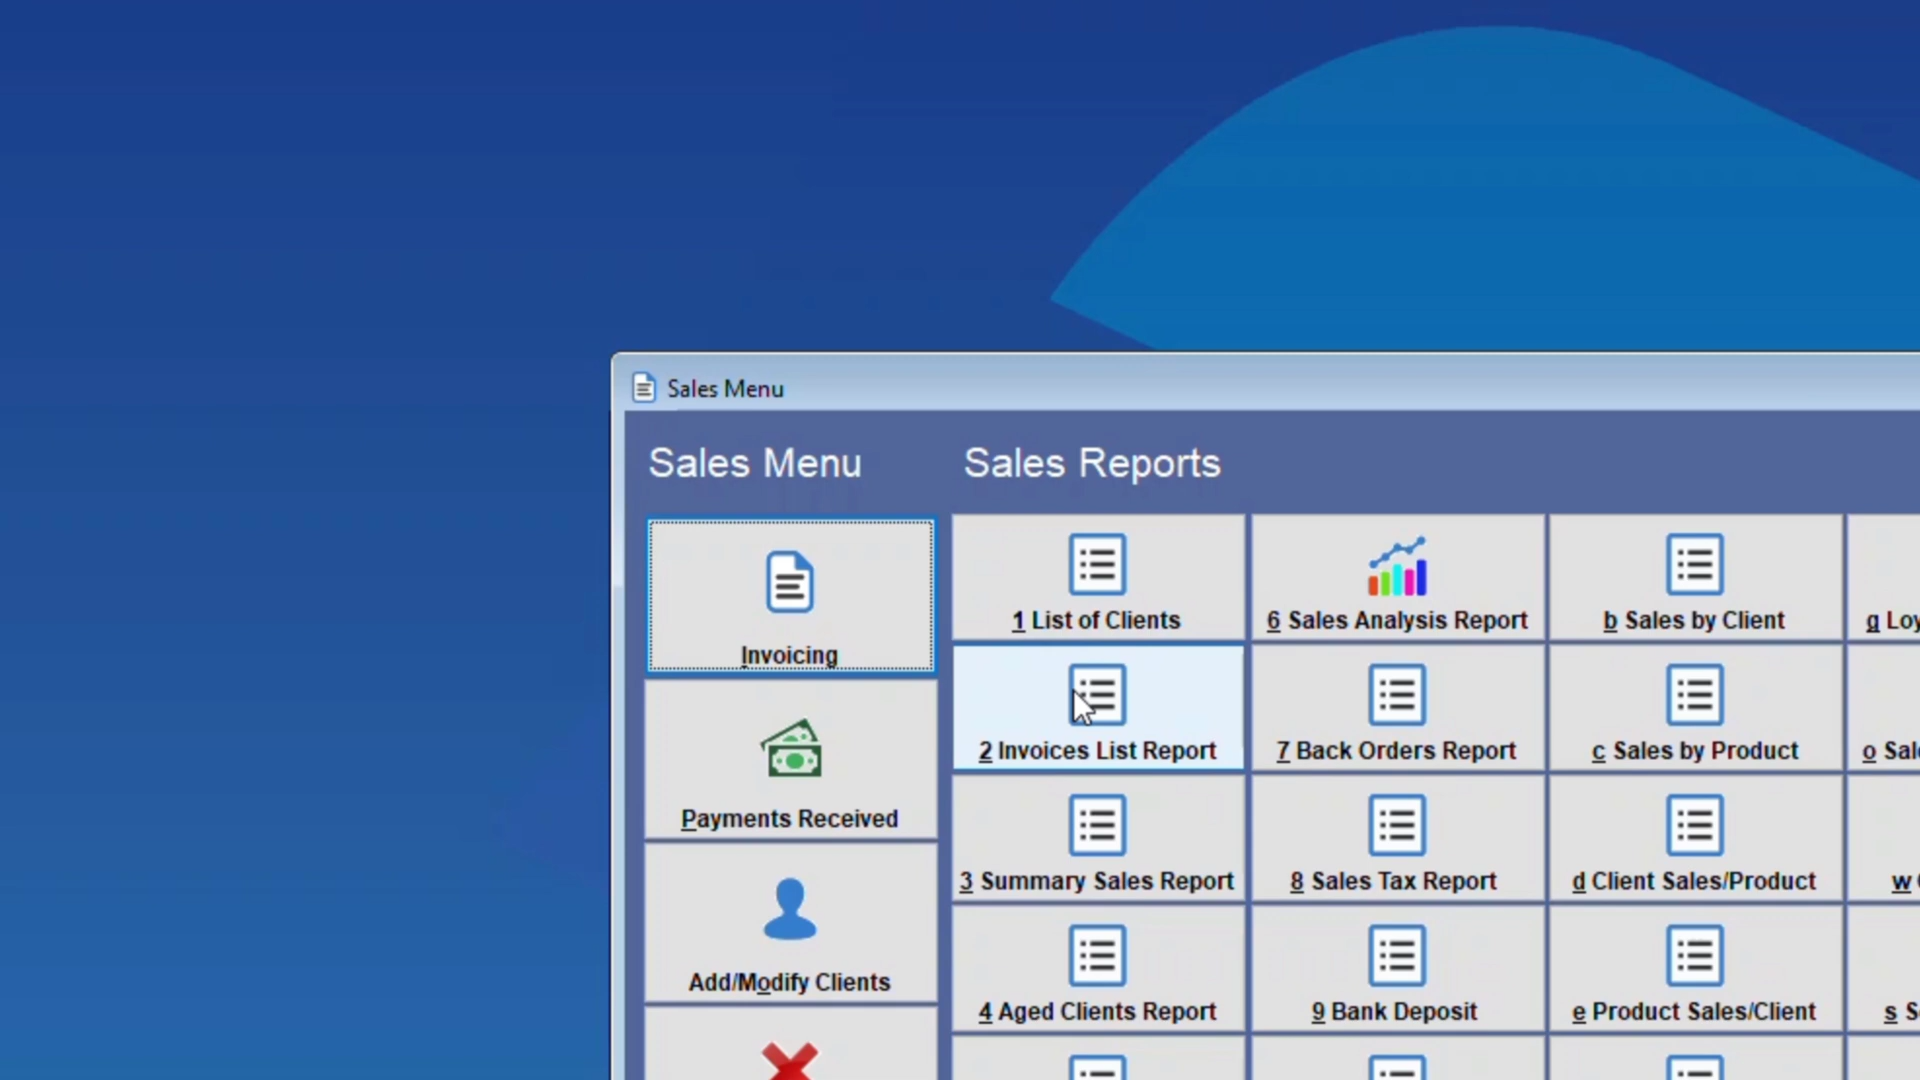 Sales Menu
Sales Menu
Sales Reports
Invoicing
Payments Received
Add/Modify Clients
1 List of Clients
6 Sales Analysis Report
b Sales by Client
g Loy
2 Invoices List Report
7 Back Orders Report
c Sales by Product
o Sal
3 Summary Sales Report
8 Sales Tax Report
d Client Sales/Product
w
4 Aged Clients Report
9 Bank Deposit
e Product Sales/Client
s S